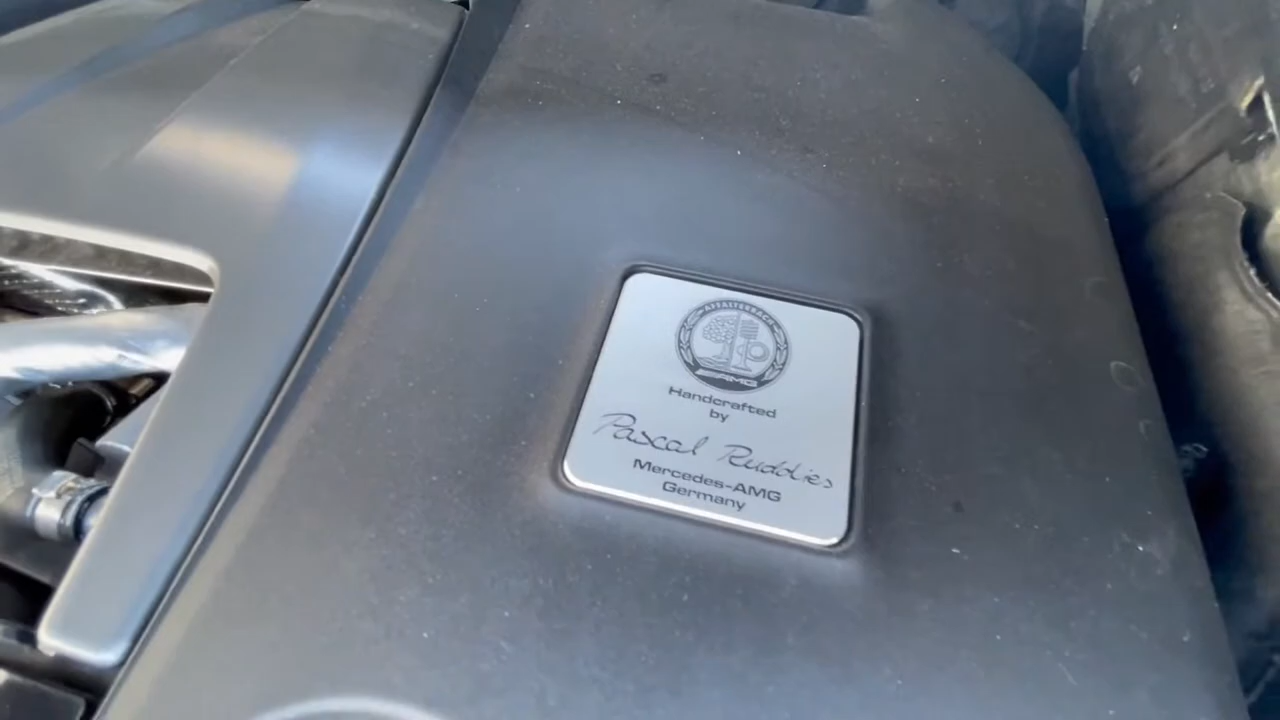 AFFALTERBACH
AMG
Handcrafted
by
Pascal Ruddies
Mercedes-AMG
Germany